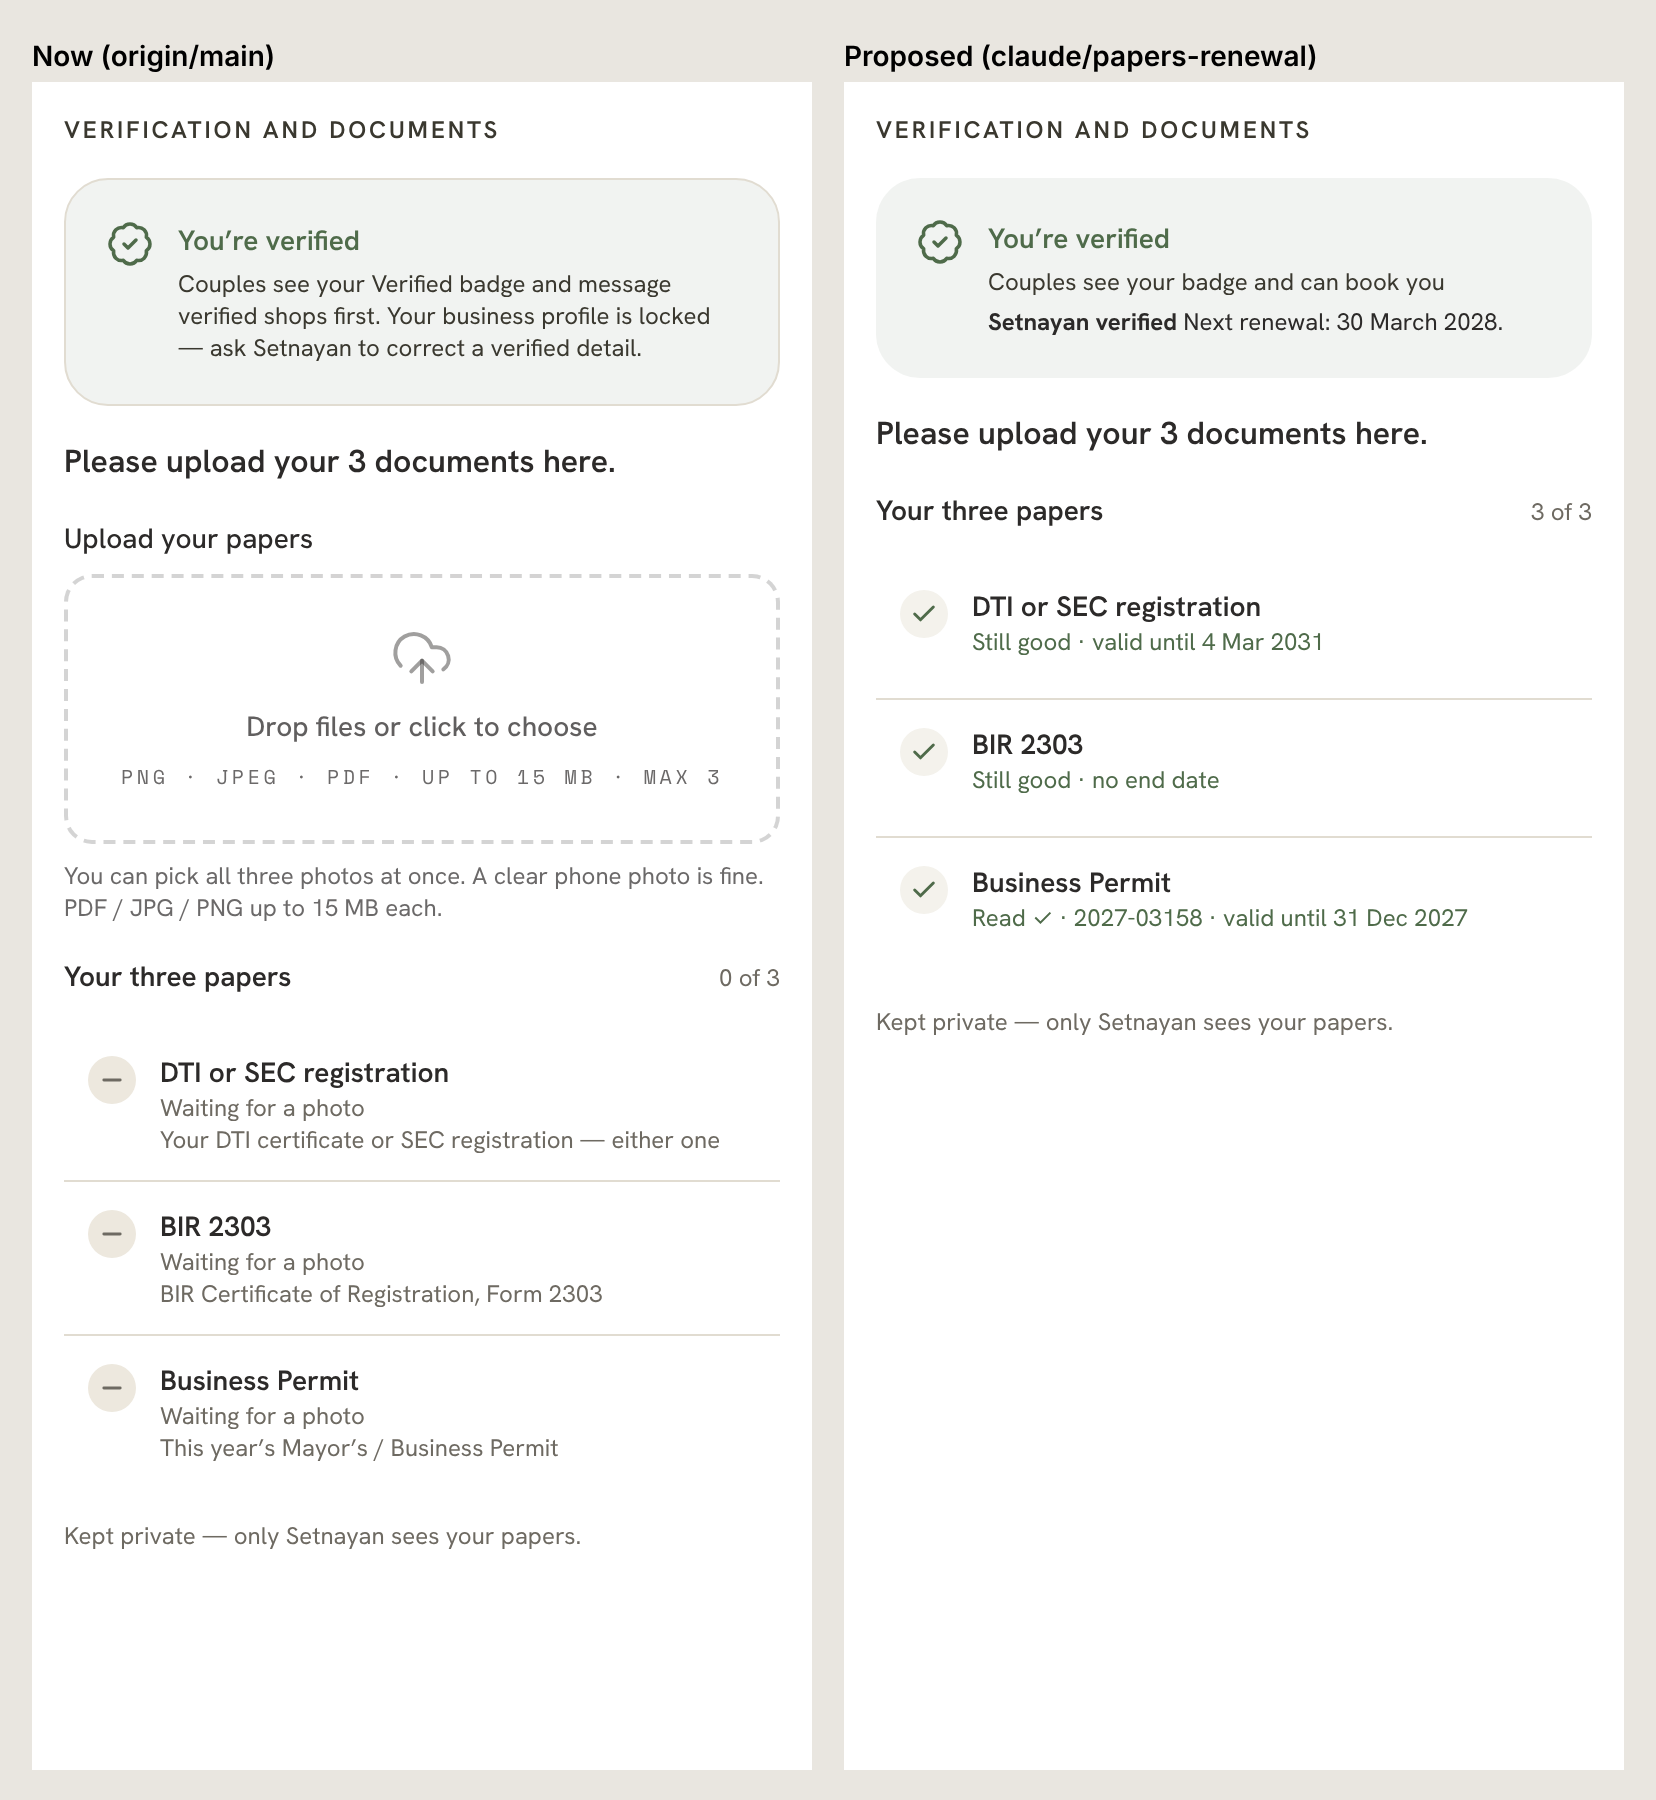 Now (origin/main)
VERIFICATION AND DOCUMENTS
You’re verified
Couples see your Verified badge and message
verified shops first. Your business profile is locked
— ask Setnayan to correct a verified detail.
Please upload your 3 documents here.
Upload your papers
Drop files or click to choose
PNG · JPEG · PDF · UP TO 15 MB · MAX 3
You can pick all three photos at once. A clear phone photo is fine.
PDF / JPG / PNG up to 15 MB each.
Your three papers 0 of 3
DTI or SEC registration
Waiting for a photo
Your DTI certificate or SEC registration — either one
BIR 2303
Waiting for a photo
BIR Certificate of Registration, Form 2303
Business Permit
Waiting for a photo
This year’s Mayor’s / Business Permit
Kept private — only Setnayan sees your papers.
Proposed (claude/papers-renewal)
VERIFICATION AND DOCUMENTS
You’re verified
Couples see your badge and can book you
Setnayan verified Next renewal: 30 March 2028.
Please upload your 3 documents here.
Your three papers 3 of 3
DTI or SEC registration
Still good · valid until 4 Mar 2031
BIR 2303
Still good · no end date
Business Permit
Read ✓ · 2027-03158 · valid until 31 Dec 2027
Kept private — only Setnayan sees your papers.